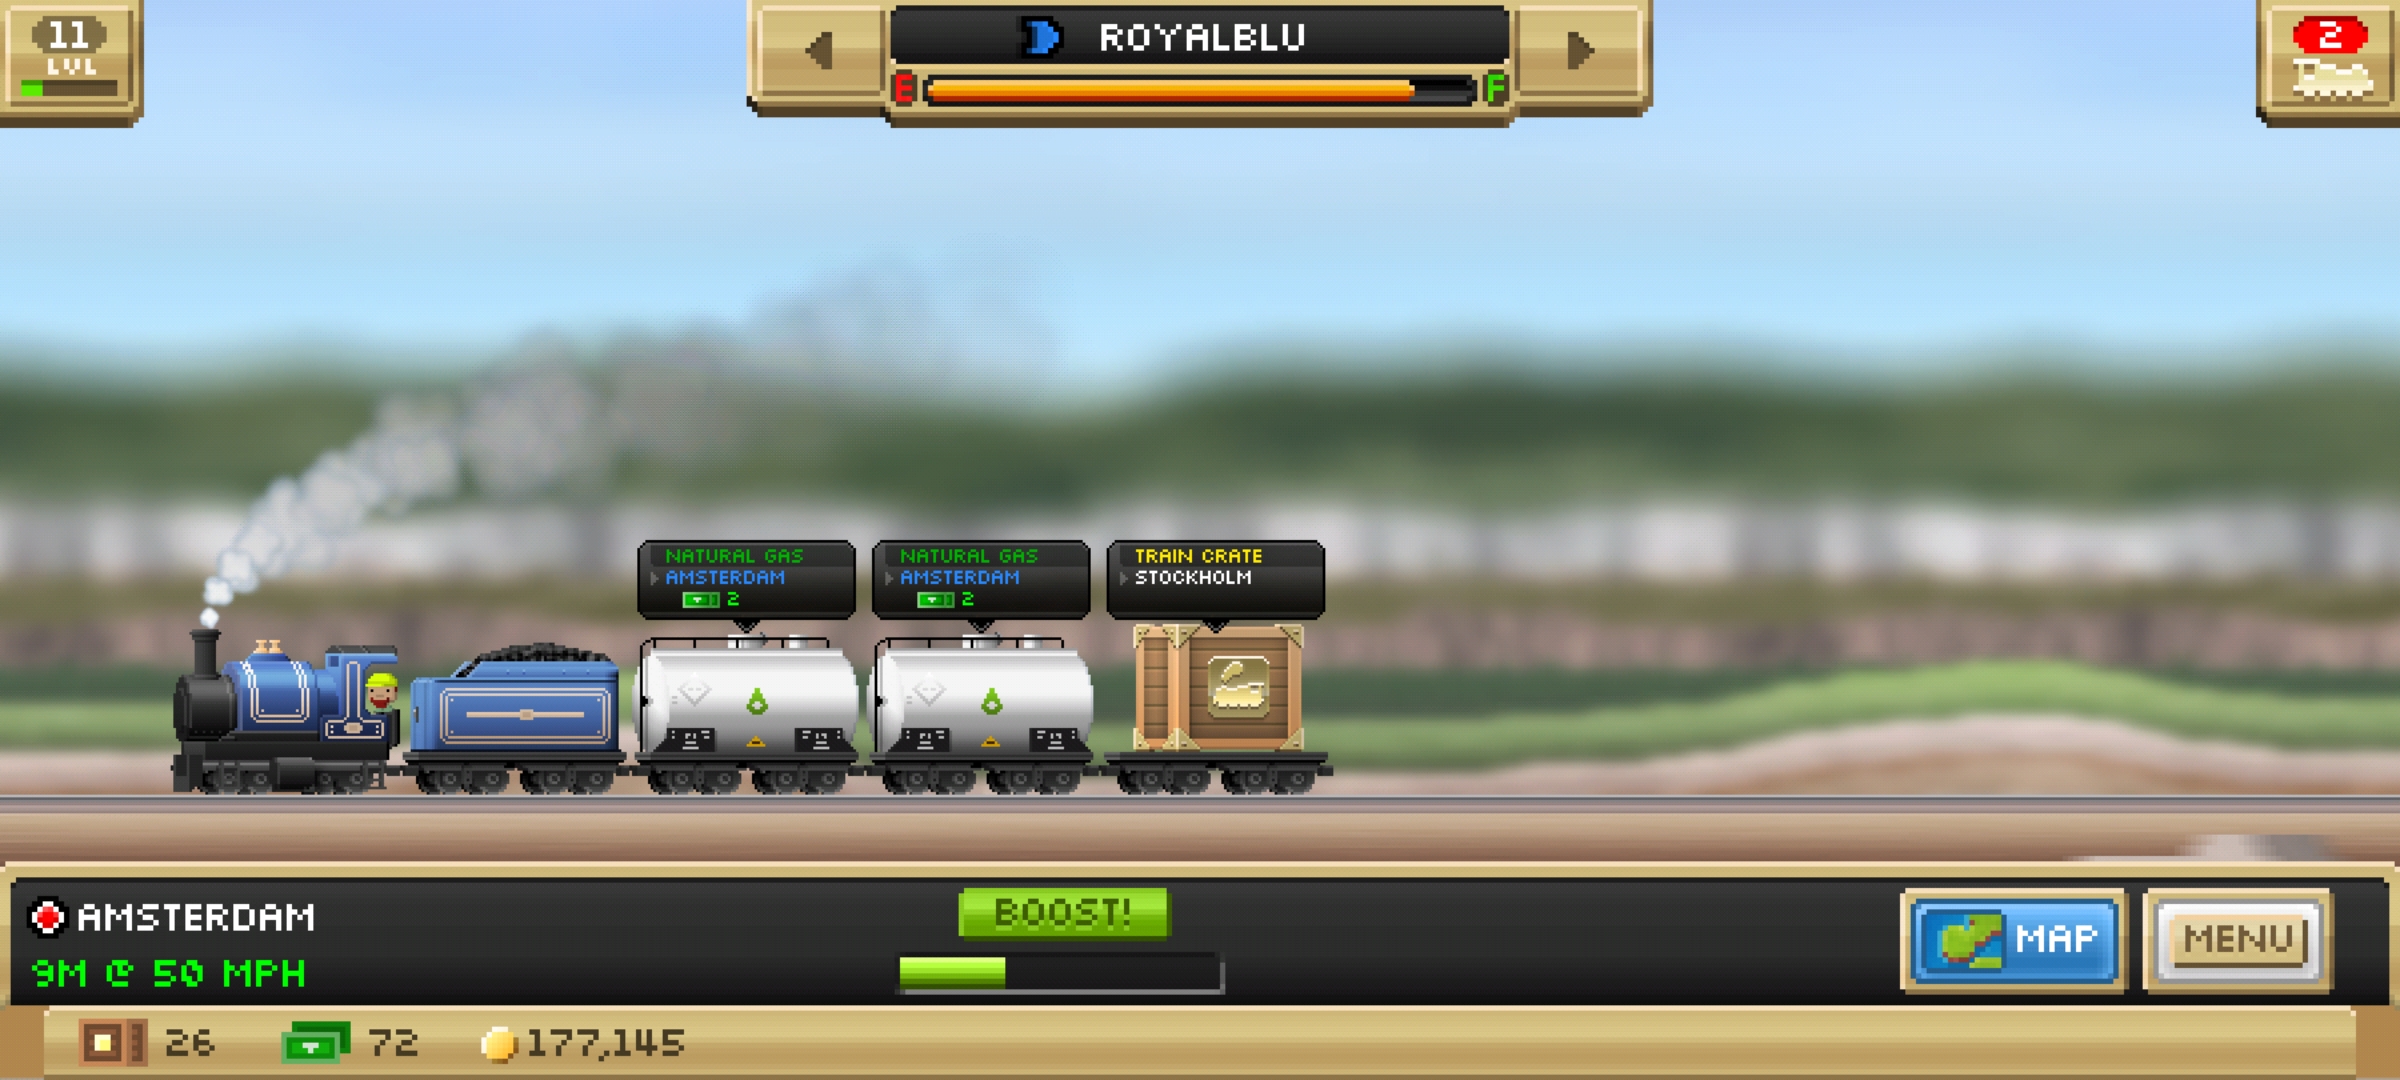 11
LVL
ROYALBLU
E F
2
NATURAL GAS
AMSTERDAM
2
NATURAL GAS
AMSTERDAM
2
TRAIN CRATE
STOCKHOLM
AMSTERDAM
9M @ 50 MPH
BOOST!
MAP
MENU
26
72
177,145